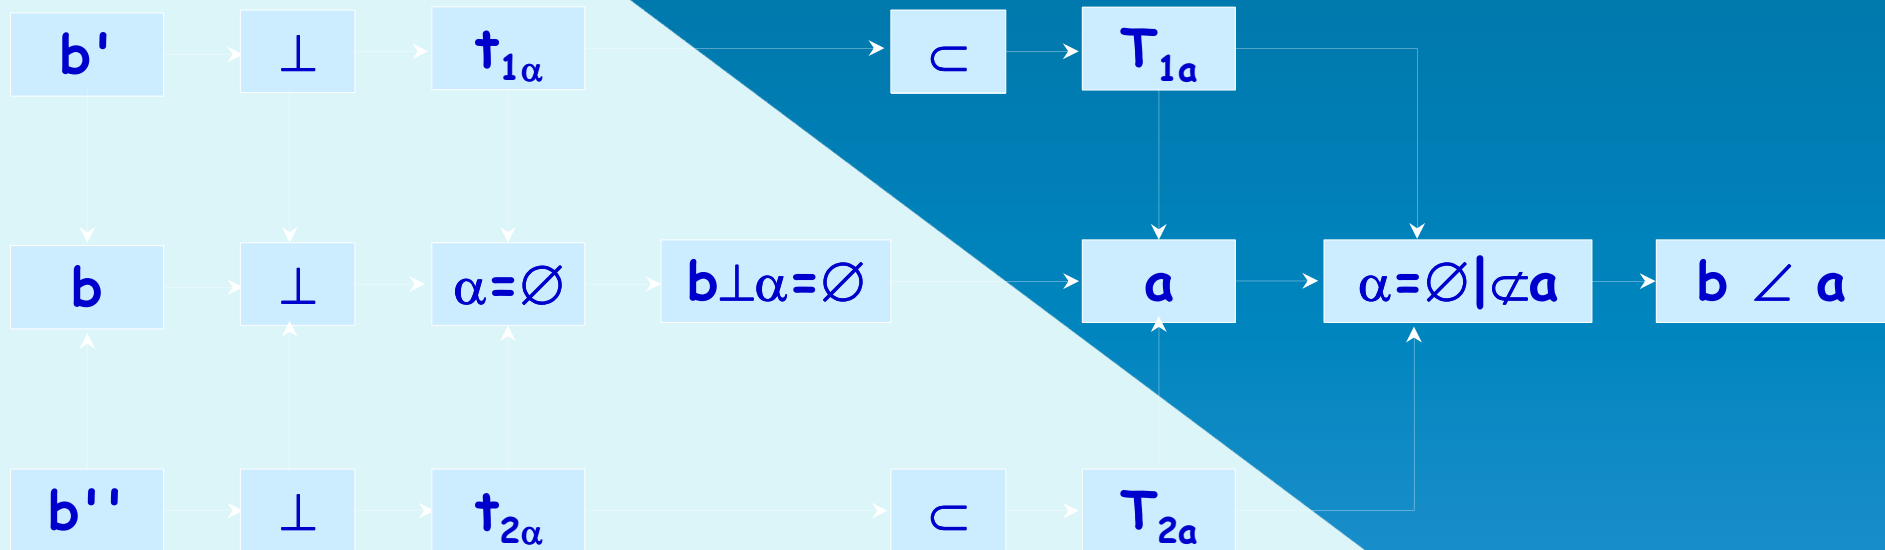 b' ⊥ t₁α ⊂ T₁a
b ⊥ α=∅ b⊥α=∅ a α=∅|⊄a b ∠ a
b'' ⊥ t₂α ⊂ T₂a